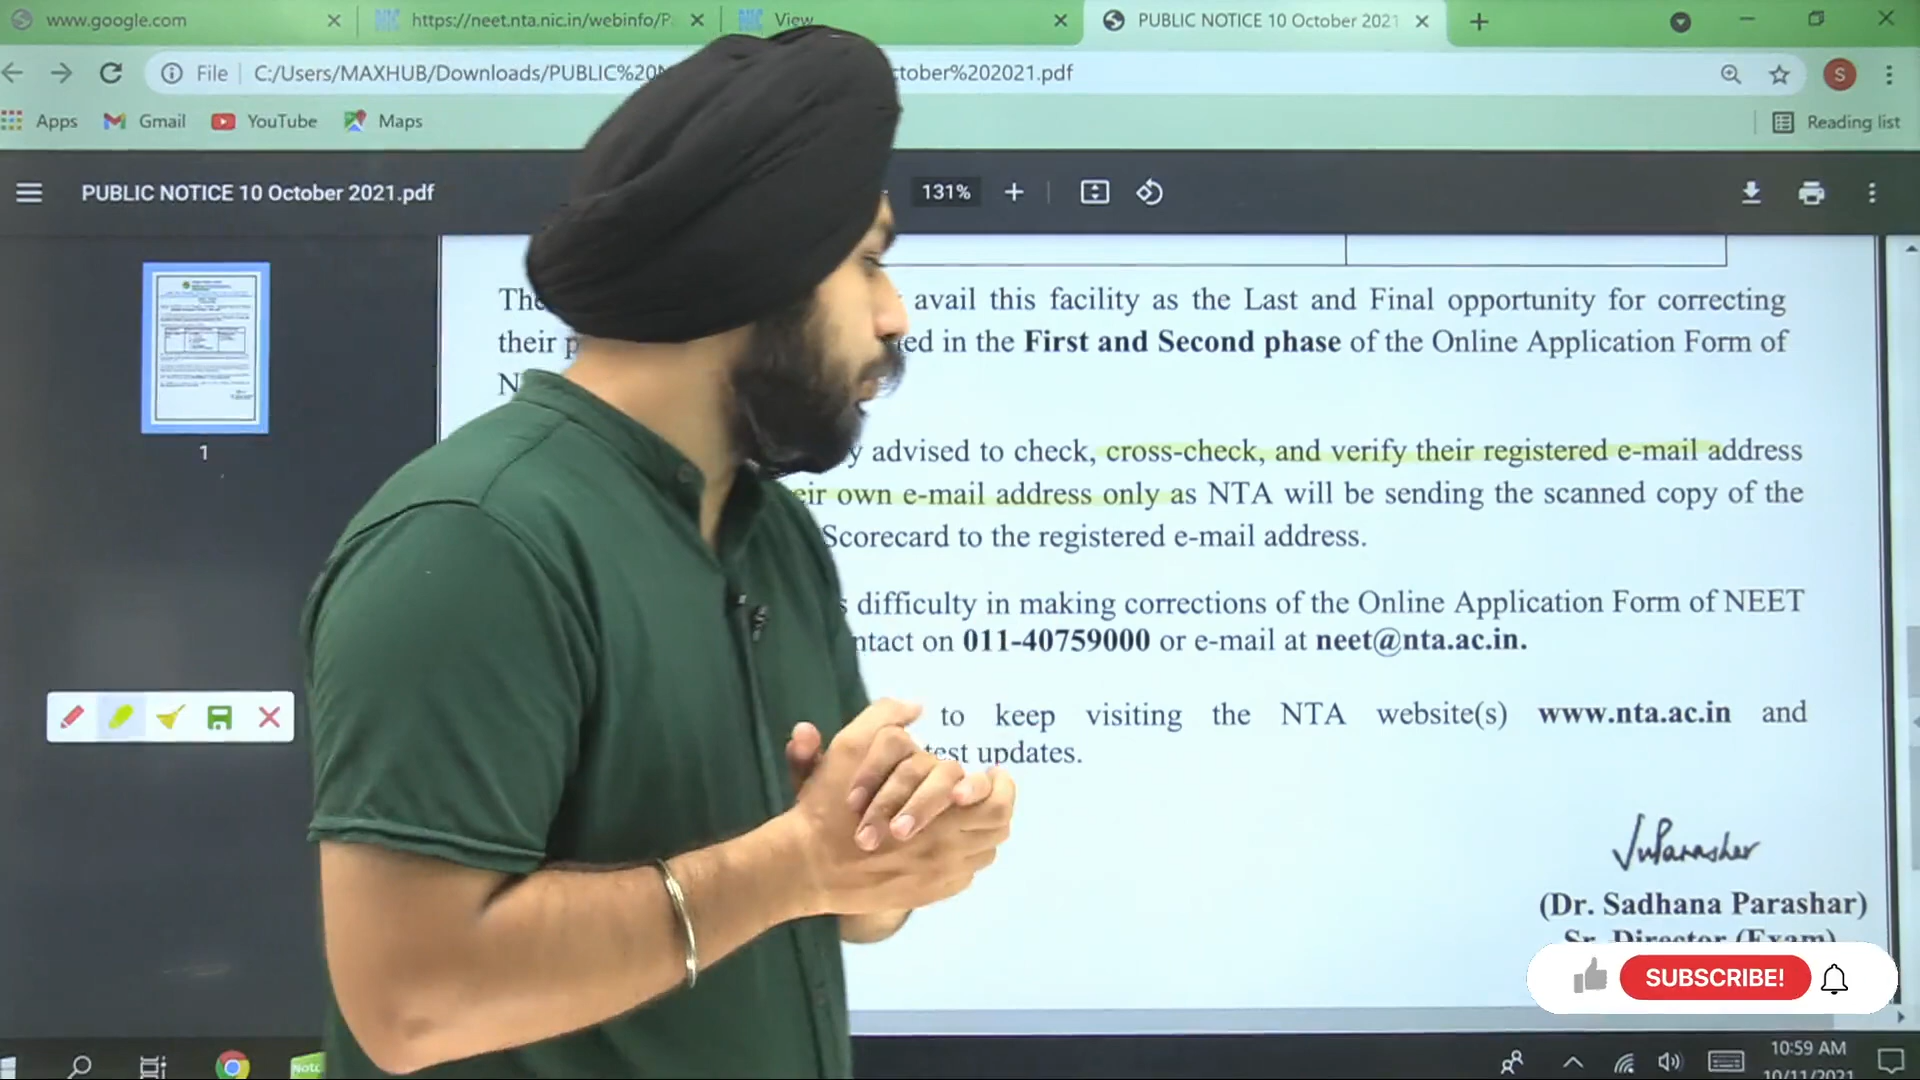 www.google.com
https://neet.nta.nic.in/webinfo/P
View
PUBLIC NOTICE 10 October 2021
File
C:/Users/MAXHUB/Downloads/PUBLIC%20
tober%202021.pdf
S
Apps
Gmail
YouTube
Maps
Reading list
PUBLIC NOTICE 10 October 2021.pdf
131%
1
avail this facility as the Last and Final opportunity for correcting
their ed in the First and Second phase of the Online Application Form of
advised to check, cross-check, and verify their registered e-mail address
eir own e-mail address only as NTA will be sending the scanned copy of the
Scorecard to the registered e-mail address.
s difficulty in making corrections of the Online Application Form of NEET
ntact on 011-40759000 or e-mail at neet@nta.ac.in.
to keep visiting the NTA website(s) www.nta.ac.in and
test updates.
(Dr. Sadhana Parashar)
Sr. Director (Exam)
SUBSCRIBE!
10:59 AM
10/11/2021